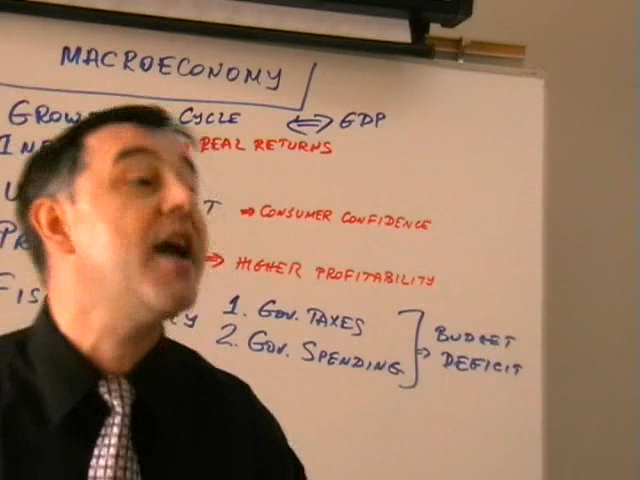 MACROECONOMY
CYCLE ⇔ GDP
REAL RETURNS
T → CONSUMER CONFIDENCE
⇒ HIGHER PROFITABILITY
1. GOV. TAXES
2. GOV. SPENDING
⇒ BUDGET
DEFICIT